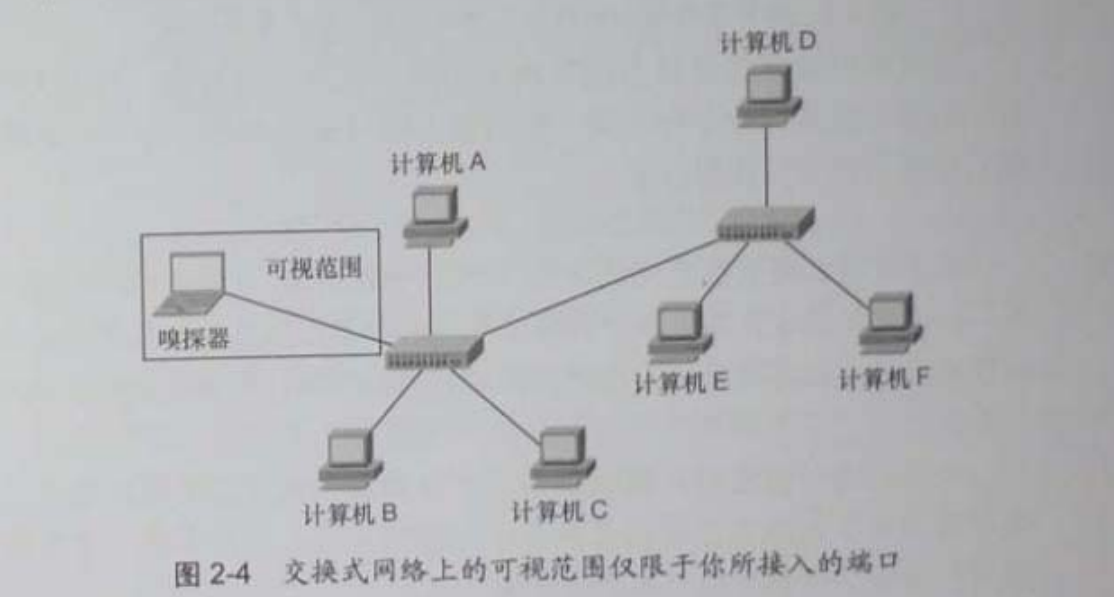 计算机 D
计算机 A
可视范围
嗅探器
计算机 E
计算机 F
计算机 B
计算机 C
图 2-4 交换式网络上的可视范围仅限于你所接入的端口